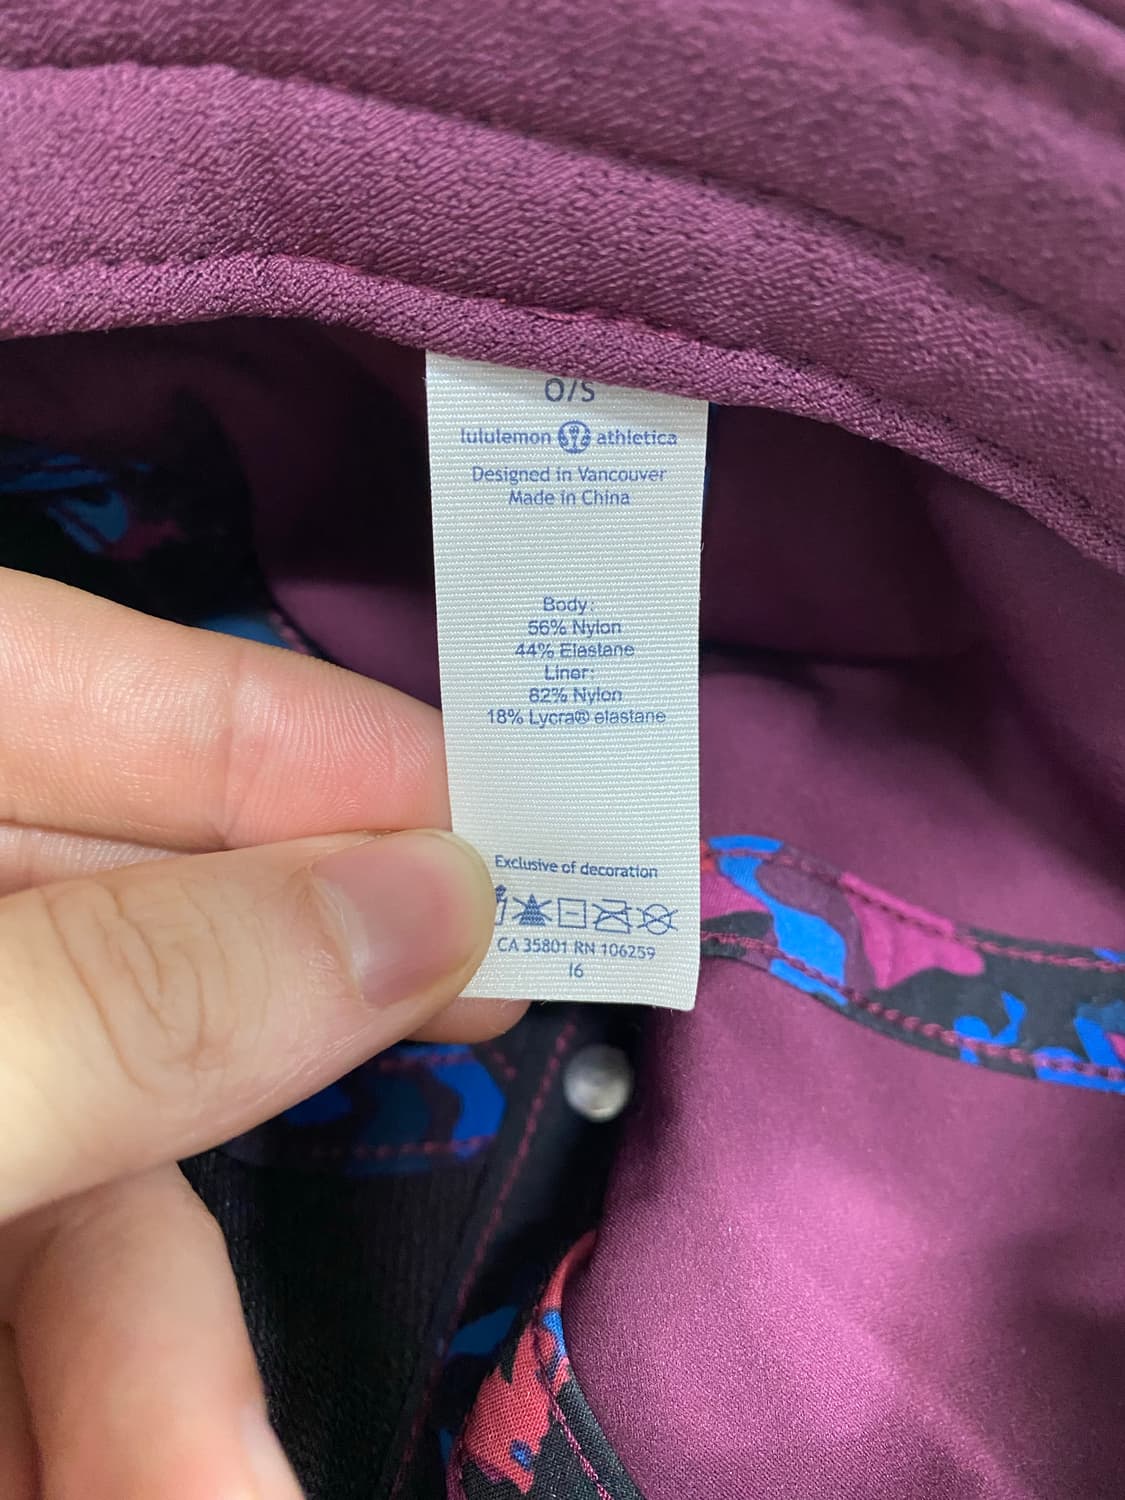 O/S
lululemon athletica
Designed in Vancouver
Made in China
Body:
56% Nylon
44% Elastane
Liner:
82% Nylon
18% Lycra® elastane
Exclusive of decoration
CA 35801 RN 106259
16